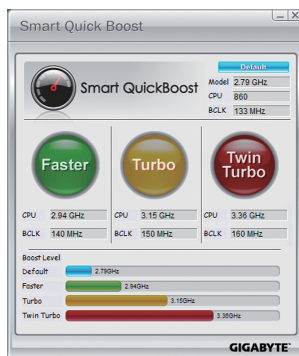 Smart Quick Boost
Default
Smart QuickBoost
Model 2.79 GHz
CPU 860
BCLK 133 MHz
Faster
Turbo
Twin Turbo
CPU 2.94 GHz
CPU 3.15 GHz
CPU 3.36 GHz
BCLK 140 MHz
BCLK 150 MHz
BCLK 160 MHz
Boost Level
Default 2.79GHz
Faster 2.94GHz
Turbo 3.15GHz
Twin Turbo 3.36GHz
GIGABYTE